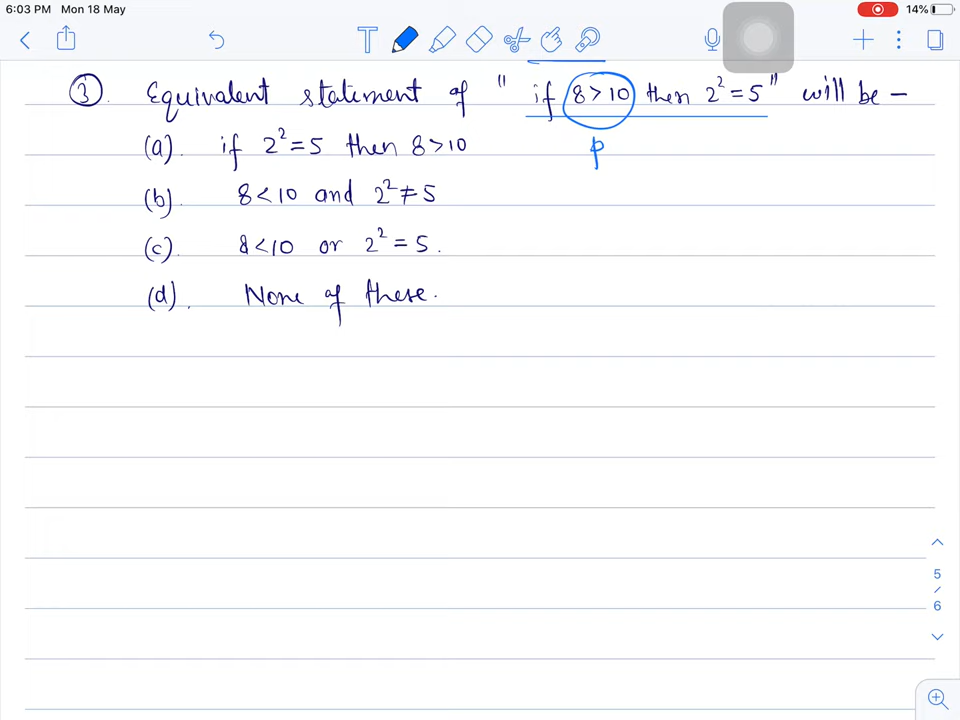 6:03 PM Mon 18 May 14%
T
③. Equivalent statement of "if 8>10 then 2²=5" will be –
p
(a). if 2²=5 then 8>10
(b). 8<10 and 2²≠5
(c). 8<10 or 2²=5.
(d). None of these.
5
/
6